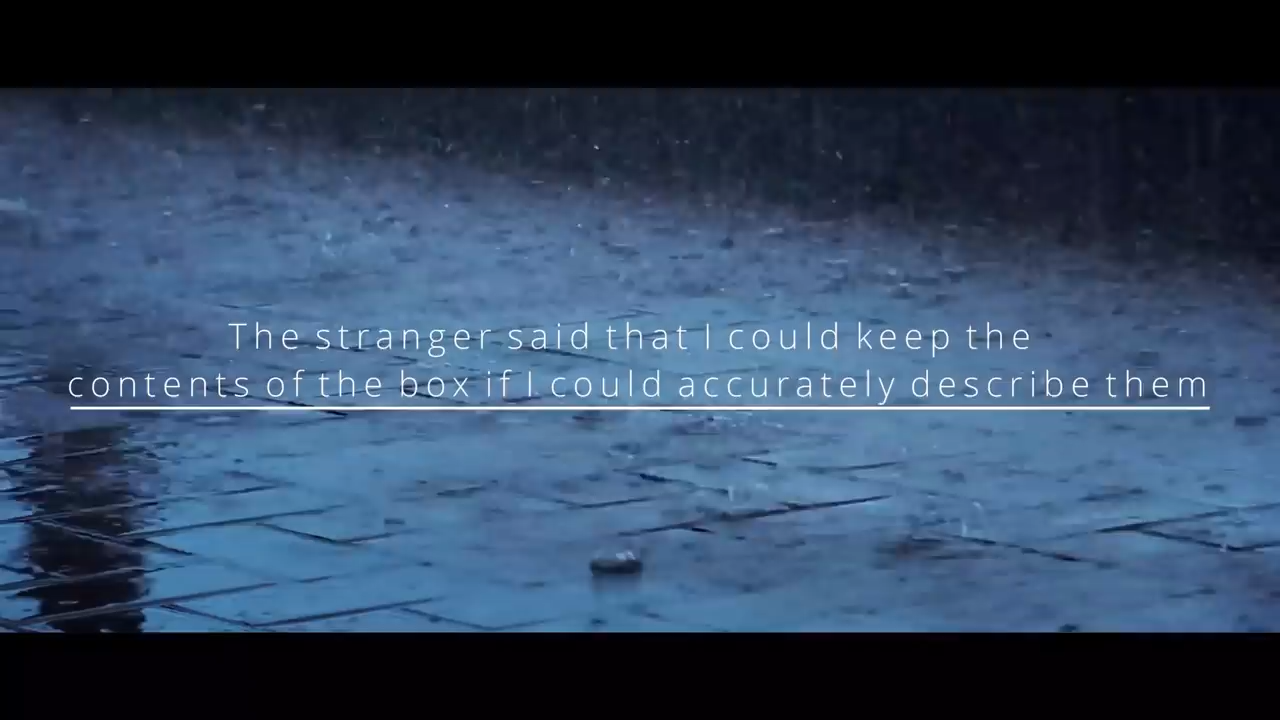 The stranger said that I could keep the
contents of the box if I could accurately describe them